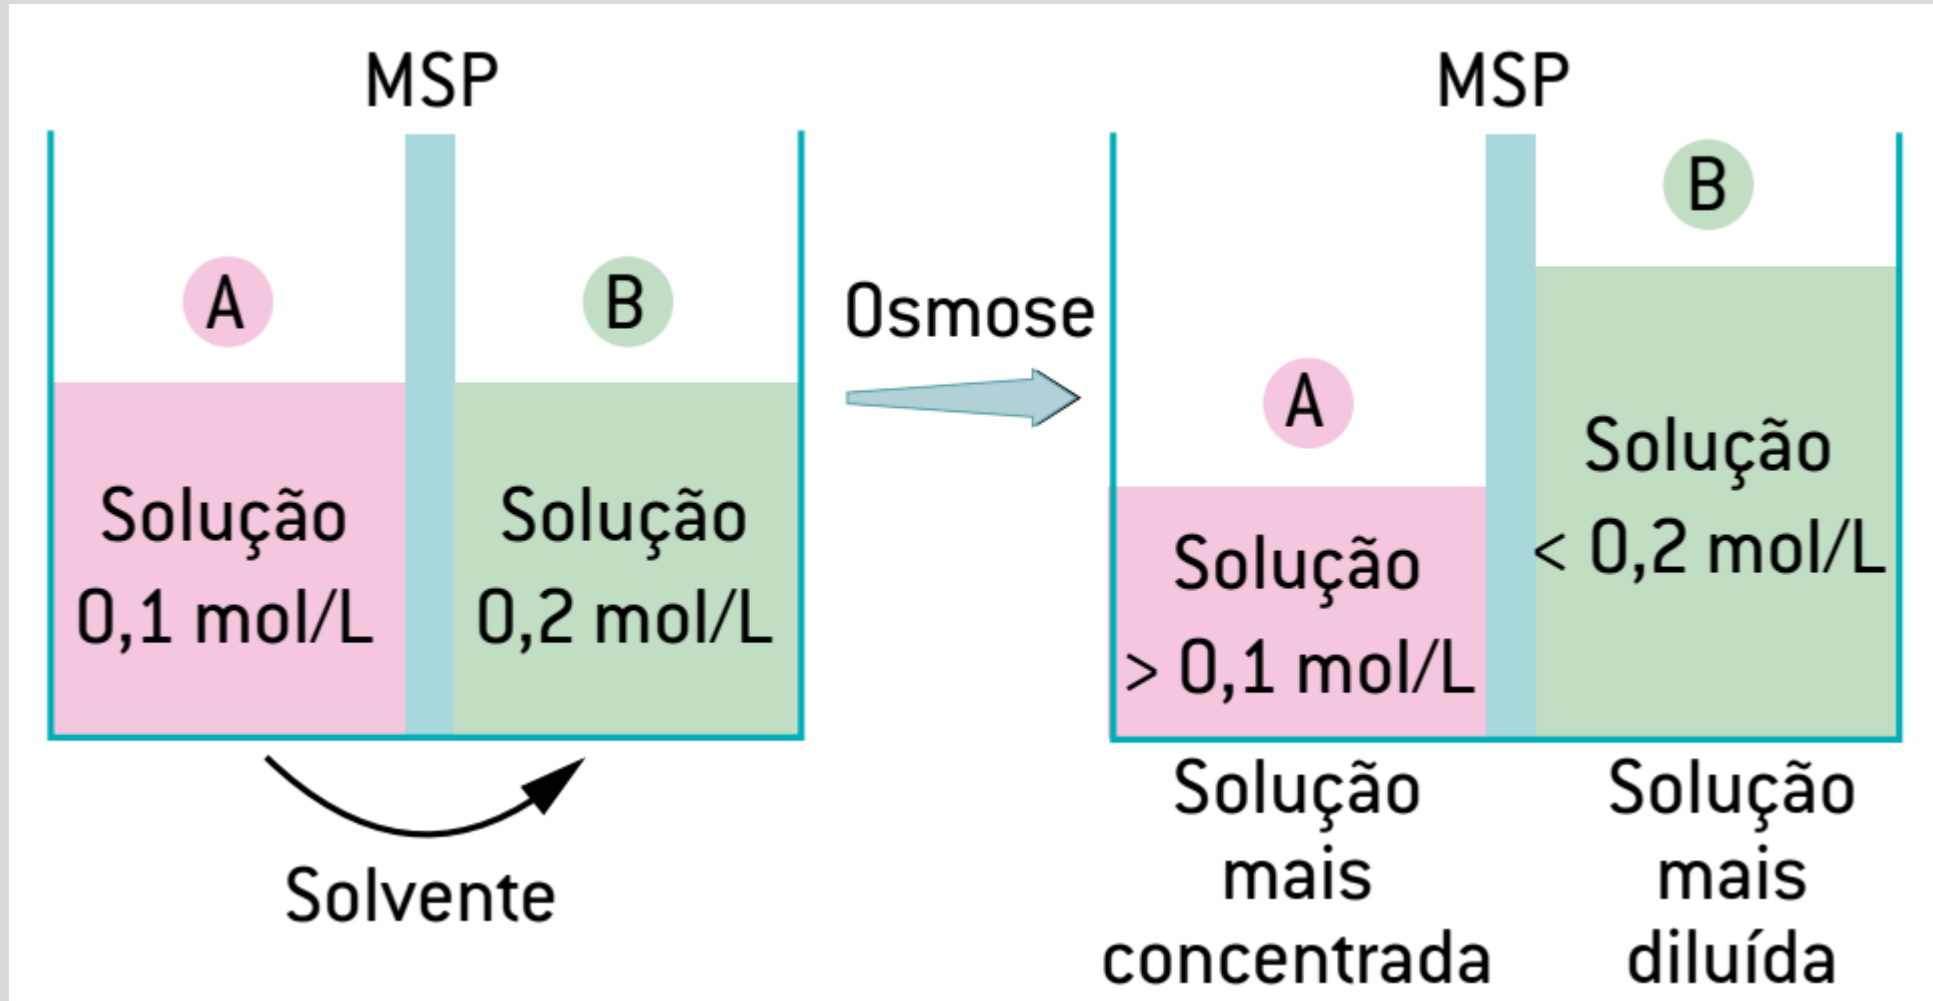 MSP
A
B
Solução
0,1 mol/L
Solução
0,2 mol/L
Solvente
Osmose
MSP
A
B
Solução
> 0,1 mol/L
Solução
< 0,2 mol/L
Solução
mais
concentrada
Solução
mais
diluída